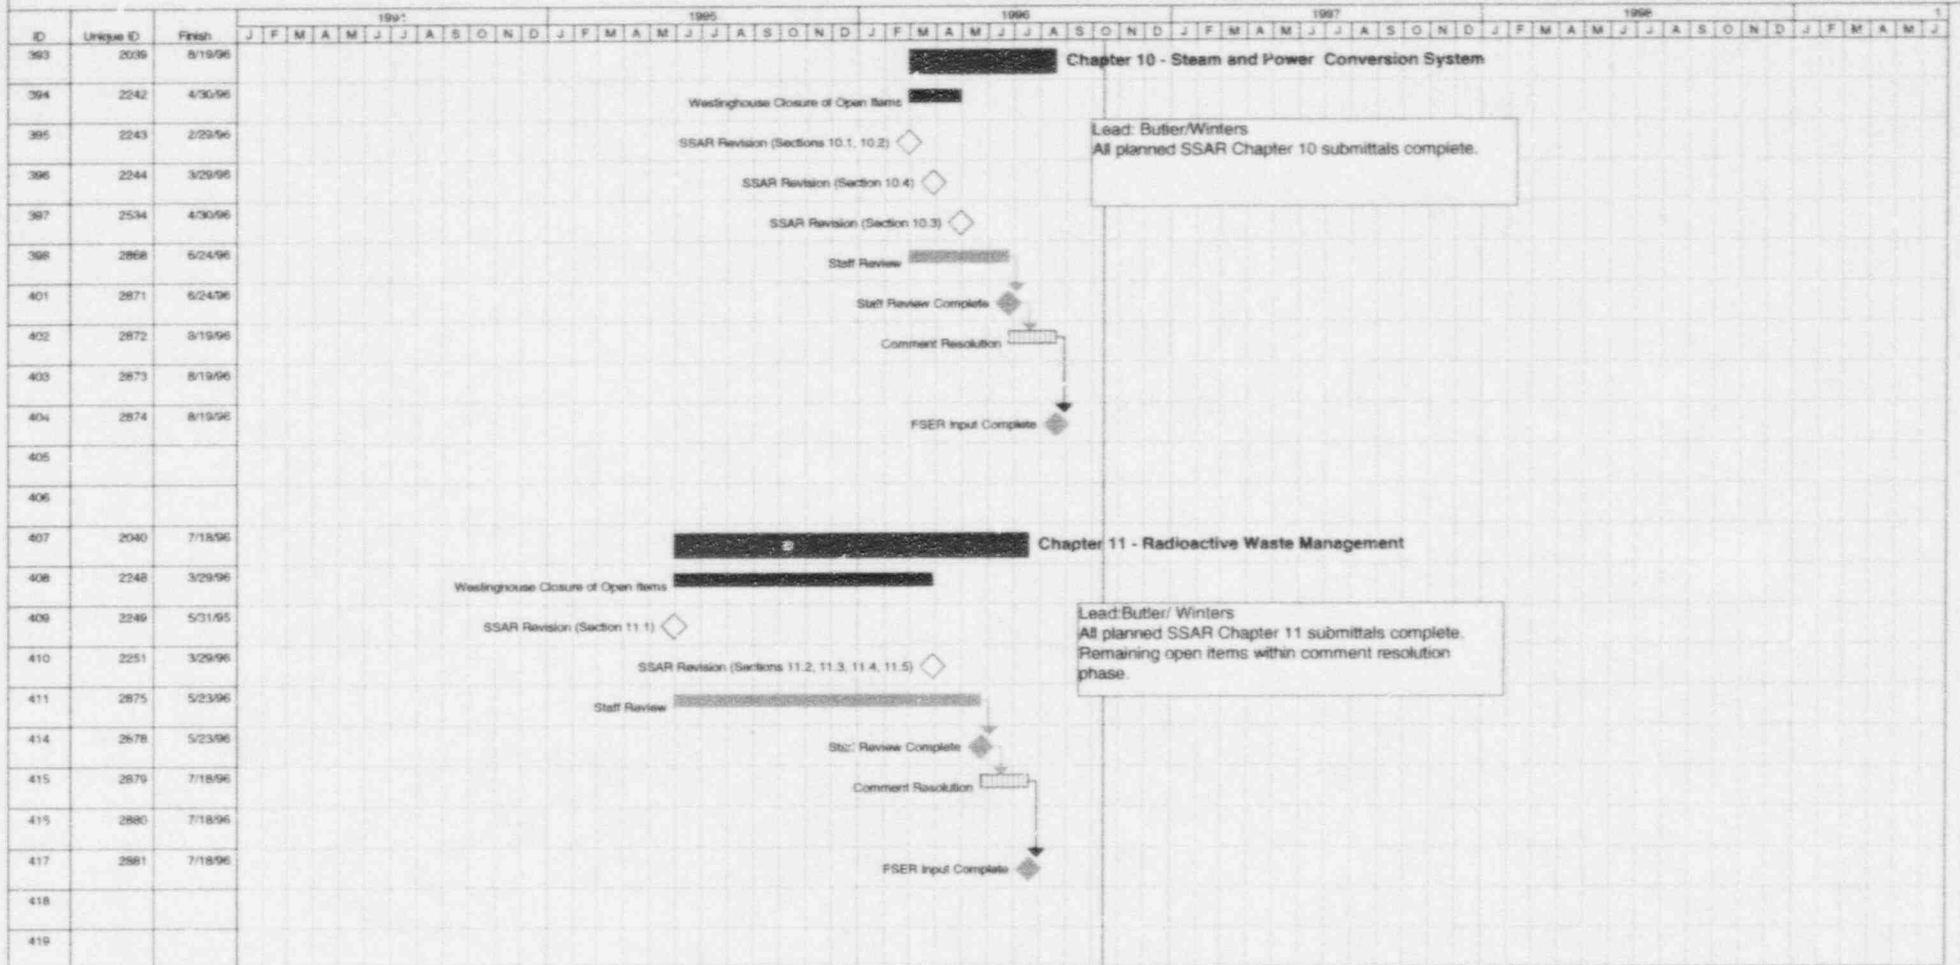 1995 1996 1997 1998 1
ID Unique ID Finish J F M A M J J A S O N D J F M A M J J A S O N D J F M A M J J A S O N D J F M A M J J A S O N D J F M A M J J A S O N D J F M A M J
393 2039 8/19/96 Chapter 10 - Steam and Power Conversion System
394 2242 4/30/96 Westinghouse Closure of Open Items
395 2243 2/29/96 SSAR Revision (Sections 10.1, 10.2)
Lead: Butler/Winters
All planned SSAR Chapter 10 submittals complete.
396 2244 3/29/96 SSAR Revision (Section 10.4)
397 2534 4/30/96 SSAR Revision (Section 10.3)
398 2868 6/24/96 Staff Review
401 2871 6/24/96 Staff Review Complete
402 2872 8/19/96 Comment Resolution
403 2873 8/19/96
404 2874 8/19/96 FSER Input Complete
405
406
407 2040 7/18/96 Chapter 11 - Radioactive Waste Management
408 2248 3/29/96 Westinghouse Closure of Open Items
409 2249 5/31/95 SSAR Revision (Section 11.1)
Lead:Butler/ Winters
All planned SSAR Chapter 11 submittals complete.
Remaining open items within comment resolution
phase.
410 2251 3/29/96 SSAR Revision (Sections 11.2, 11.3, 11.4, 11.5)
411 2875 5/23/96 Staff Review
414 2878 5/23/96 Review Complete
415 2879 7/18/96 Comment Resolution
415 2880 7/18/96
417 2881 7/18/96 FSER Input Complete
418
419